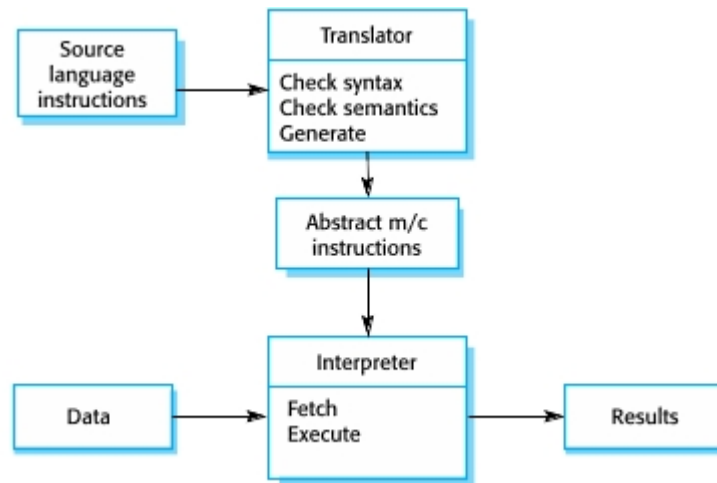 Source
language
instructions
Translator
Check syntax
Check semantics
Generate
Abstract m/c
instructions
Interpreter
Fetch
Execute
Data
Results